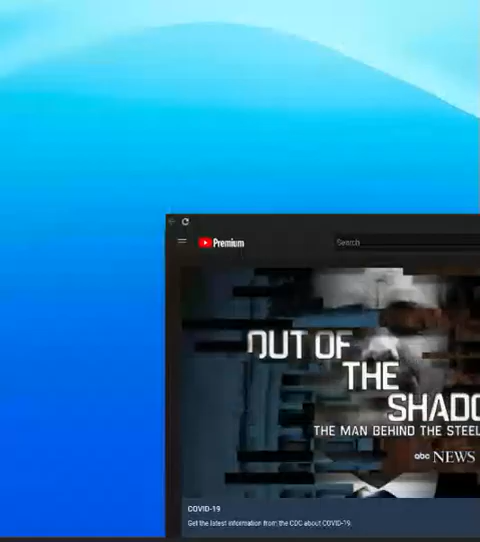 Premium
Search
OUT OF
THE
SHADO
THE MAN BEHIND THE STEEL
abc NEWS
COVID-19
Get the latest information from the CDC about COVID-19.